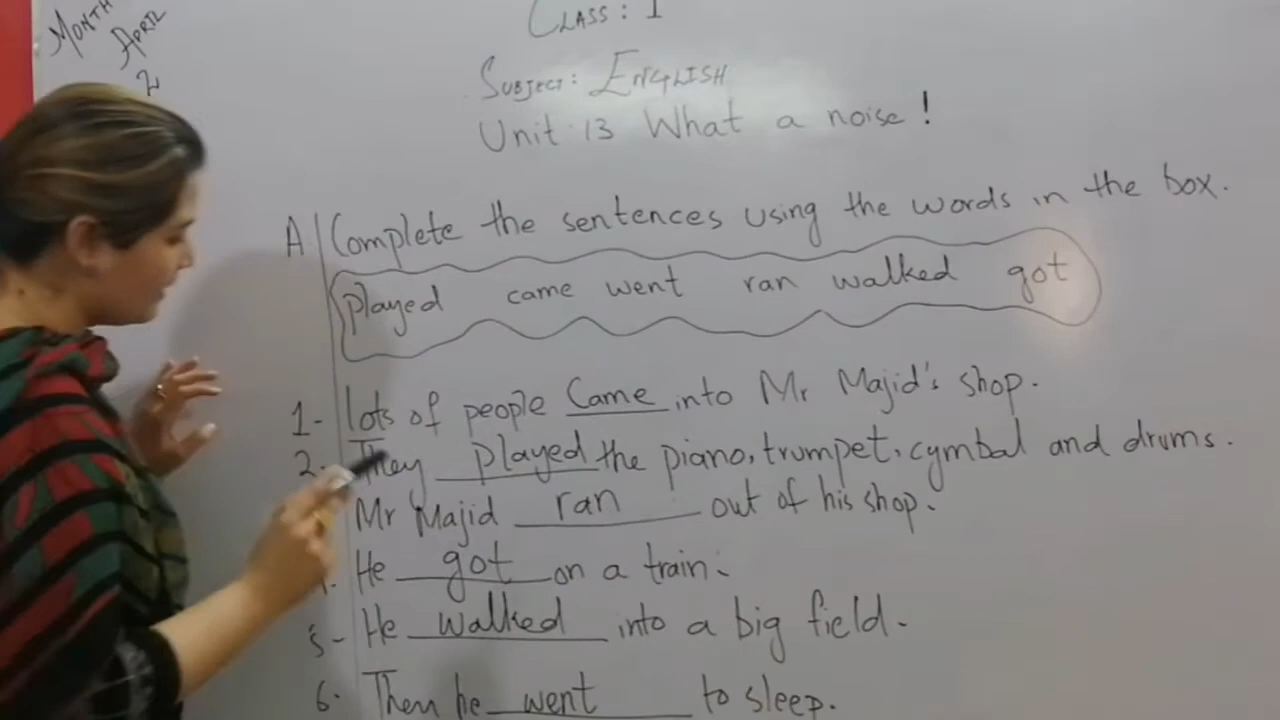 MONTH
APRIL
2
CLASS: 1
SUBJECT: ENGLISH
Unit 13 What a noise!
A Complete the sentences using the words in the box.
played came went ran walked got
1- lots of people Came into Mr Majid's shop.
2- They played the piano, trumpet, cymbal and drums.
Mr Majid ran out of his shop.
He got on a train.
5- He walked into a big field.
6- Then he went to sleep.